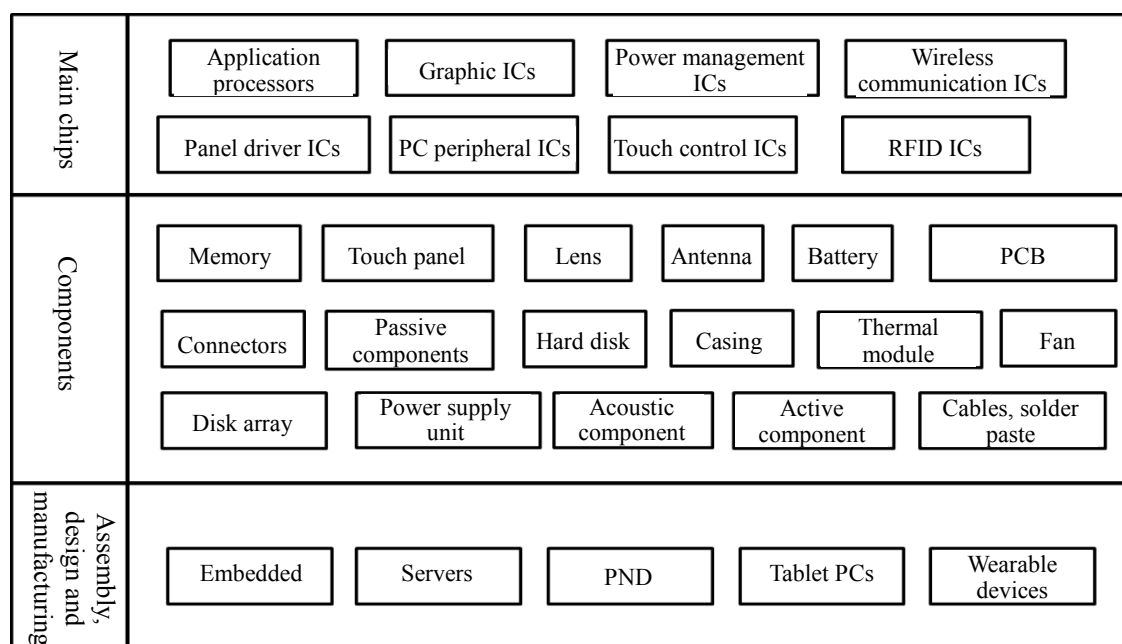 Main chips
Application
processors
Graphic ICs
Power management
ICs
Wireless
communication ICs
Panel driver ICs
PC peripheral ICs
Touch control ICs
RFID ICs
Components
Memory
Touch panel
Lens
Antenna
Battery
PCB
Connectors
Passive
components
Hard disk
Casing
Thermal
module
Fan
Disk array
Power supply
unit
Acoustic
component
Active
component
Cables, solder
paste
Assembly,
design and
manufacturing
Embedded
Servers
PND
Tablet PCs
Wearable
devices